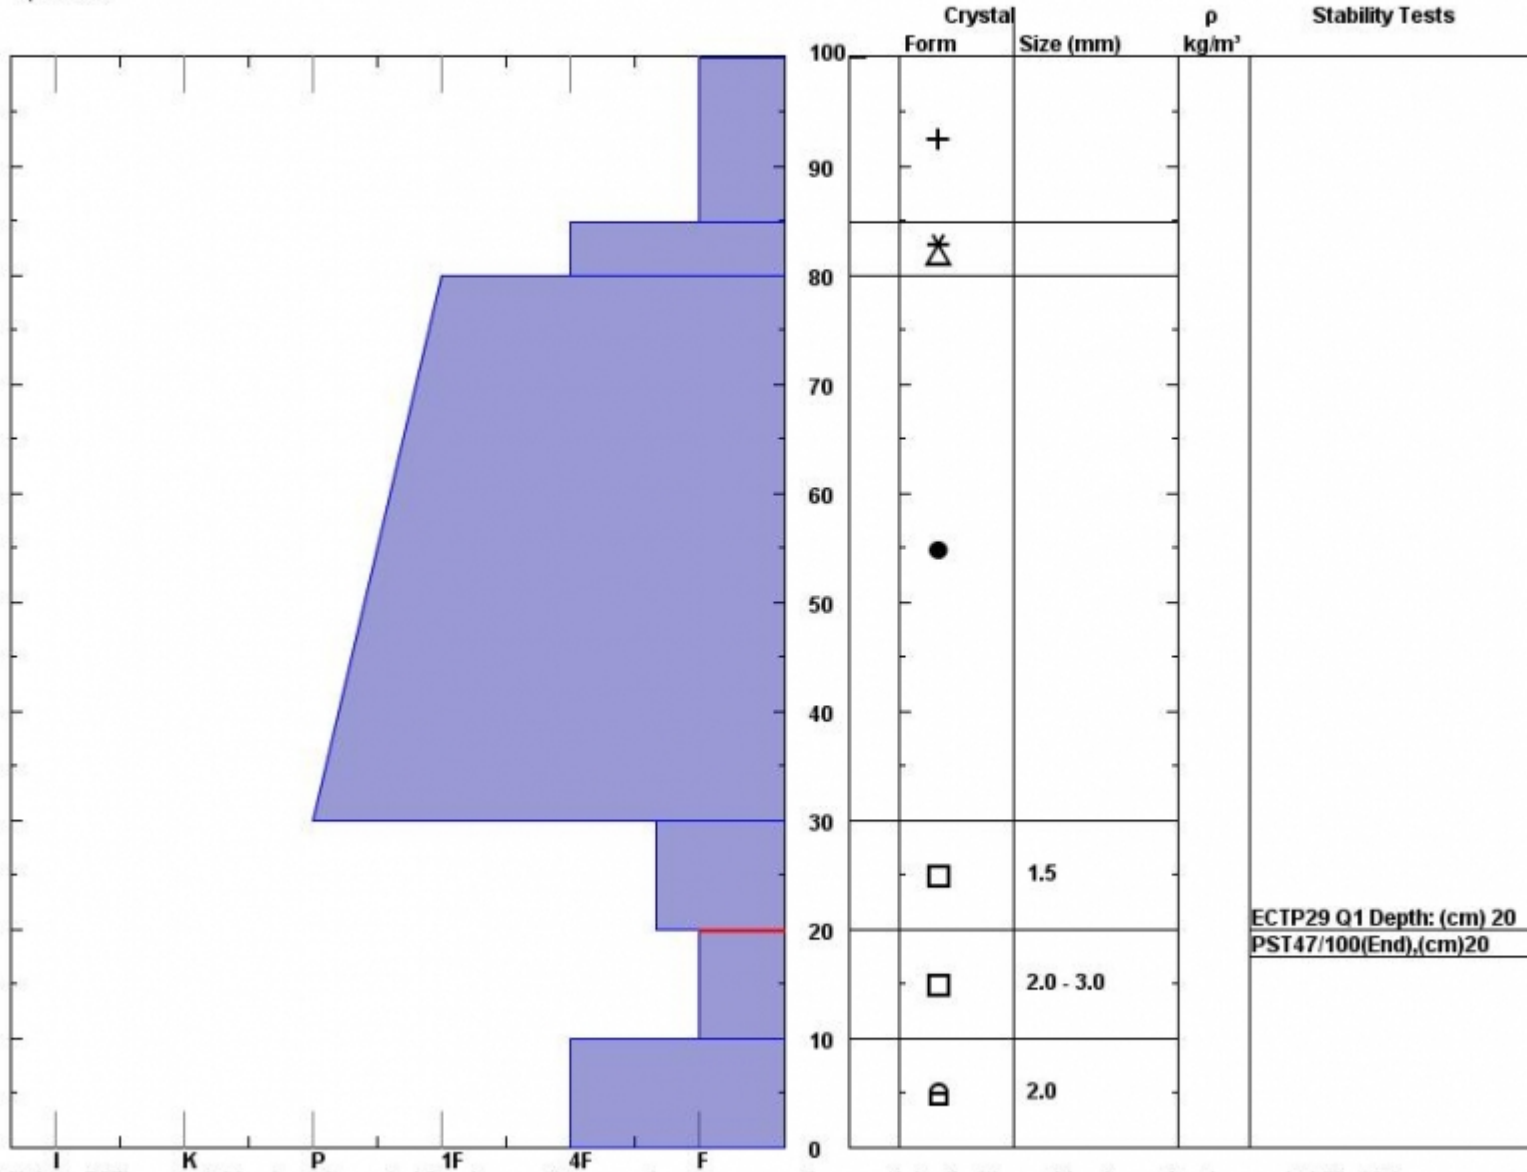 Crystal ρ Stability Tests
Form Size (mm) kg/m³
100
90
80
70
60
50
40
30
1.5
ECTP29 Q1 Depth: (cm) 20
20
PST47/100(End),(cm)20
2.0 - 3.0
10
2.0
0
I K P 1F 4F F